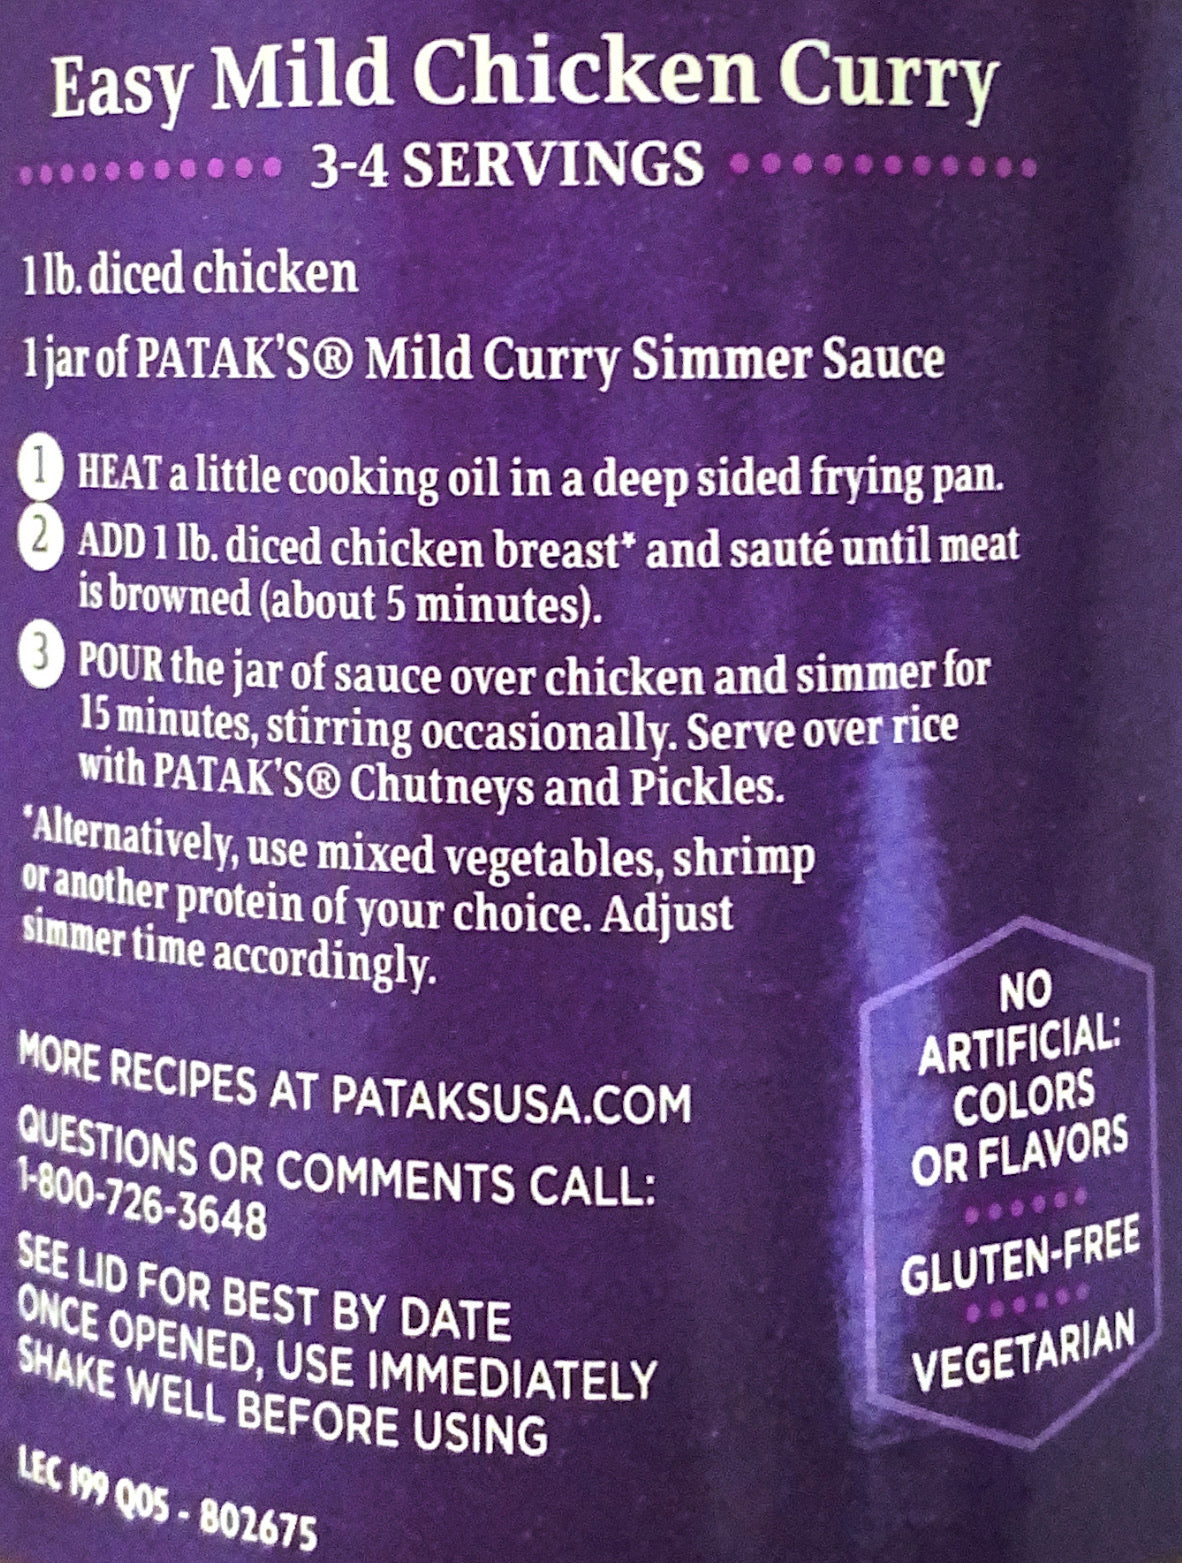 Easy Mild Chicken Curry
3-4 SERVINGS
1 lb. diced chicken
1 jar of PATAK'S® Mild Curry Simmer Sauce
1 HEAT a little cooking oil in a deep sided frying pan.
2 ADD 1 lb. diced chicken breast* and sauté until meat
is browned (about 5 minutes).
3 POUR the jar of sauce over chicken and simmer for
15 minutes, stirring occasionally. Serve over rice
with PATAK'S® Chutneys and Pickles.
*Alternatively, use mixed vegetables, shrimp
or another protein of your choice. Adjust
simmer time accordingly.
MORE RECIPES AT PATAKSUSA.COM
QUESTIONS OR COMMENTS CALL:
1-800-726-3648
SEE LID FOR BEST BY DATE
ONCE OPENED, USE IMMEDIATELY
SHAKE WELL BEFORE USING
LEC 199 Q05 - 802675
NO
ARTIFICIAL:
COLORS
OR FLAVORS
GLUTEN-FREE
VEGETARIAN